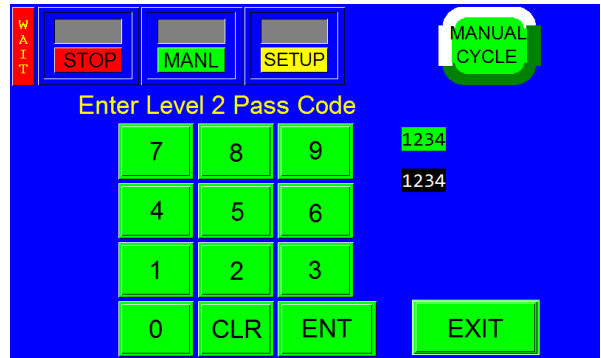 WAIT
STOP
MANL
SETUP
MANUAL
CYCLE
Enter Level 2 Pass Code
7 8 9
1234
1234
4 5 6
1 2 3
0 CLR ENT
EXIT